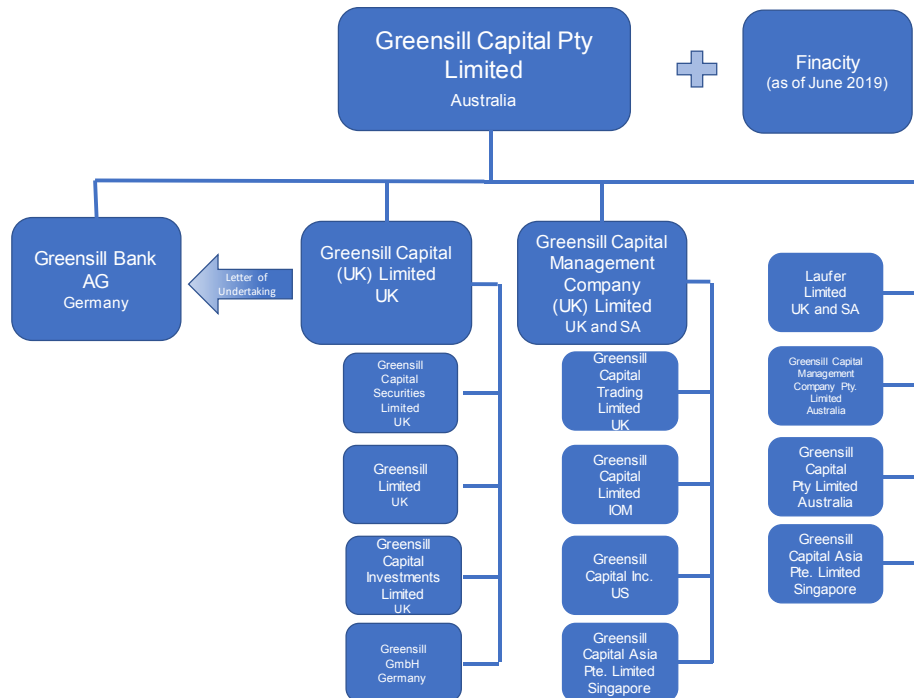 Greensill Capital Pty
Limited
Australia
Finacity
(as of June 2019)
Greensill Bank
AG
Germany
Letter of
Undertaking
Greensill Capital
(UK) Limited
UK
Greensill
Capital
Securities
Limited
UK
Greensill
Limited
UK
Greensill
Capital
Investments
Limited
UK
Greensill
GmbH
Germany
Greensill Capital
Management
Company
(UK) Limited
UK and SA
Greensill
Capital
Trading
Limited
UK
Greensill
Capital
Limited
IOM
Greensill
Capital Inc.
US
Greensill
Capital Asia
Pte. Limited
Singapore
Laufer
Limited
UK and SA
Greensill Capital
Management
Company Pty.
Limited
Australia
Greensill
Capital
Pty Limited
Australia
Greensill
Capital Asia
Pte. Limited
Singapore